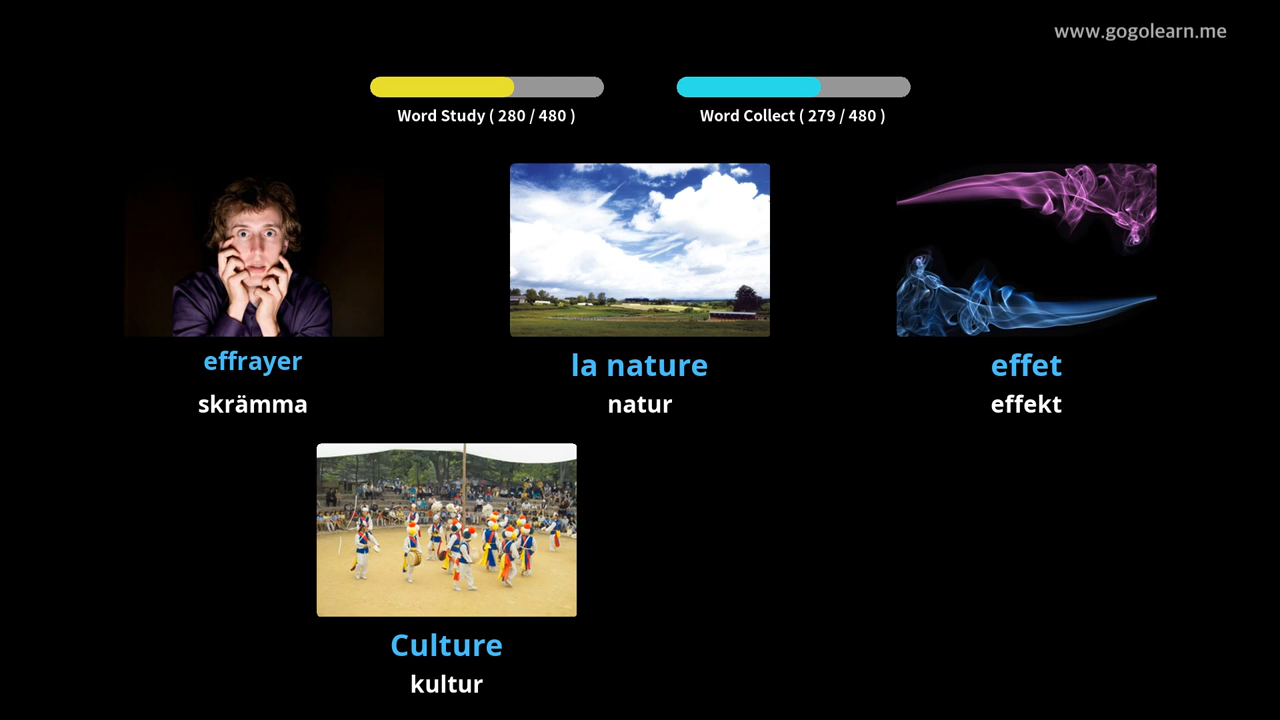 www.gogolearn.me
Word Study ( 280 / 480 )
Word Collect ( 279 / 480 )
effrayer
skrämma
la nature
natur
effet
effekt
Culture
kultur